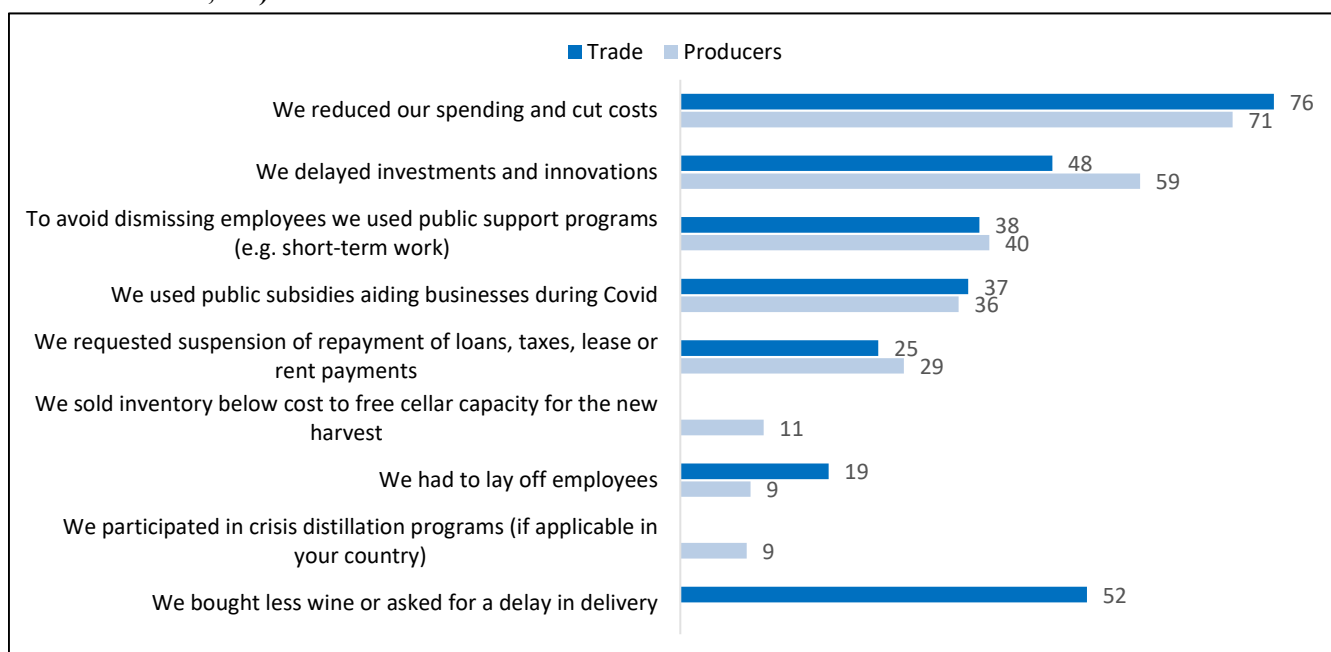 Trade Producers
We reduced our spending and cut costs
76
71
We delayed investments and innovations
48
59
To avoid dismissing employees we used public support programs
(e.g. short-term work)
38
40
We used public subsidies aiding businesses during Covid
37
36
We requested suspension of repayment of loans, taxes, lease or
rent payments
25
29
We sold inventory below cost to free cellar capacity for the new
harvest
11
We had to lay off employees
19
9
We participated in crisis distillation programs (if applicable in
your country)
9
We bought less wine or asked for a delay in delivery
52